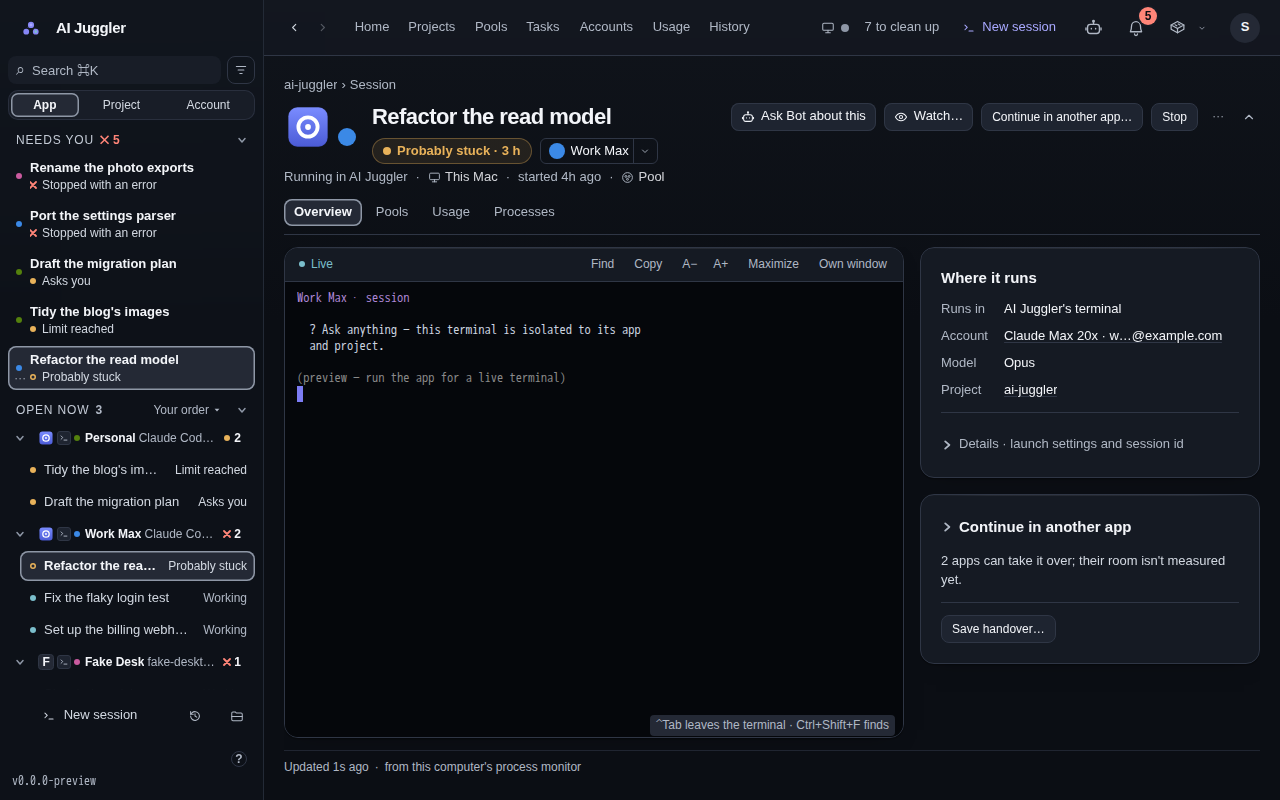 AI Juggler
Home Projects Pools Tasks Accounts Usage History 7 to clean up New session 5 S
Search ⌘K
App Project Account
NEEDS YOU 5
Rename the photo exports
Stopped with an error
Port the settings parser
Stopped with an error
Draft the migration plan
Asks you
Tidy the blog's images
Limit reached
Refactor the read model
Probably stuck
OPEN NOW 3 Your order
Personal Claude Cod… 2
Tidy the blog's im… Limit reached
Draft the migration plan Asks you
Work Max Claude Co… 2
Refactor the rea… Probably stuck
Fix the flaky login test Working
Set up the billing webh… Working
F Fake Desk fake-deskt… 1
New session
?
v0.0.0-preview
ai-juggler › Session
Refactor the read model
Ask Bot about this Watch… Continue in another app… Stop …
Probably stuck · 3 h Work Max
Running in AI Juggler · This Mac · started 4h ago · Pool
Overview Pools Usage Processes
Live Find Copy A− A+ Maximize Own window
Work Max · session
? Ask anything — this terminal is isolated to its app
and project.
(preview — run the app for a live terminal)
^Tab leaves the terminal · Ctrl+Shift+F finds
Where it runs
Runs in AI Juggler's terminal
Account Claude Max 20x · w…@example.com
Model Opus
Project ai-juggler
Details · launch settings and session id
Continue in another app
2 apps can take it over; their room isn't measured
yet.
Save handover…
Updated 1s ago · from this computer's process monitor